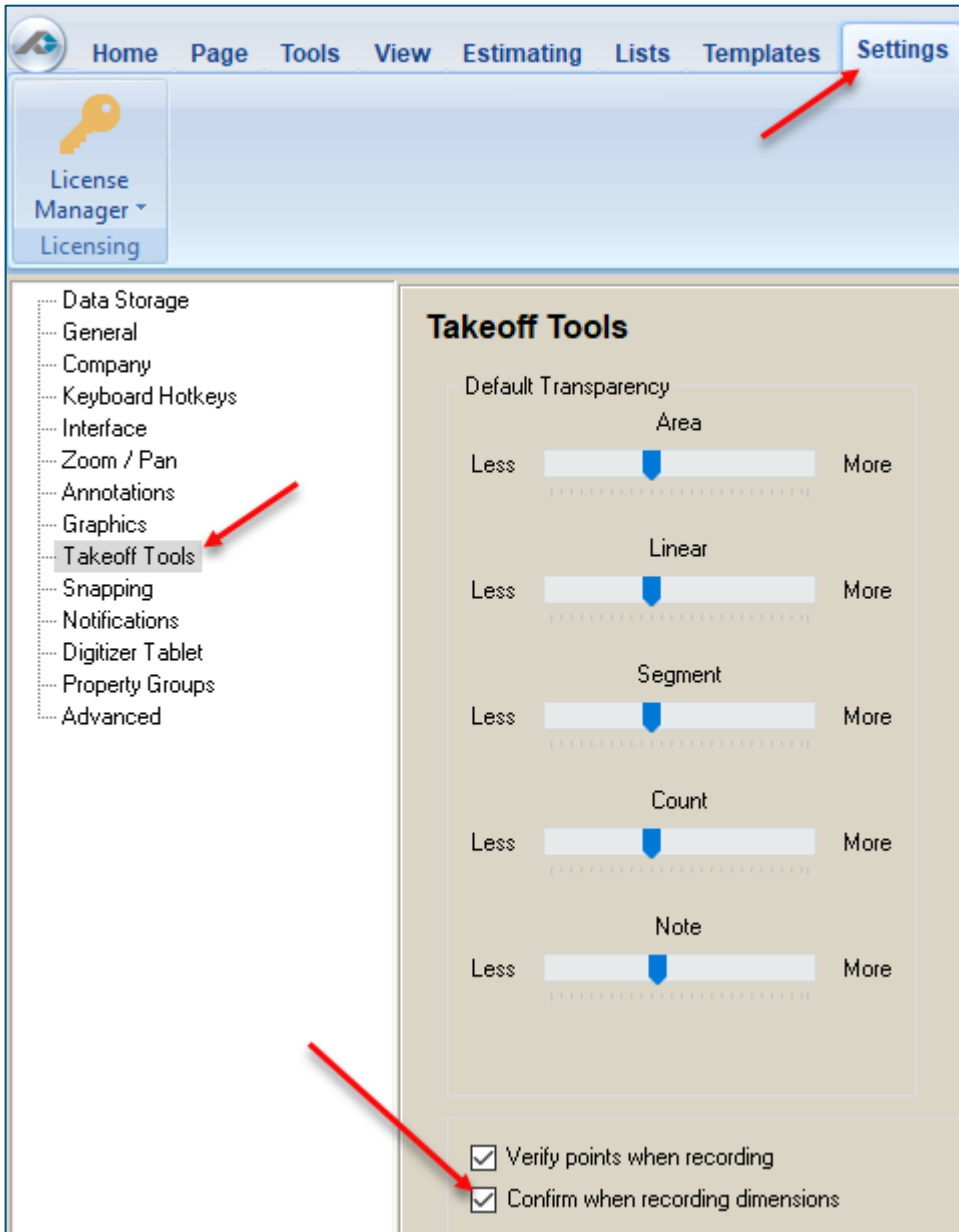 Home Page Tools View Estimating Lists Templates Settings
License
Manager
Licensing
Data Storage
General
Company
Keyboard Hotkeys
Interface
Zoom / Pan
Annotations
Graphics
Takeoff Tools
Snapping
Notifications
Digitizer Tablet
Property Groups
Advanced
Takeoff Tools
Default Transparency
Area
Less More
Linear
Less More
Segment
Less More
Count
Less More
Note
Less More
Verify points when recording
Confirm when recording dimensions